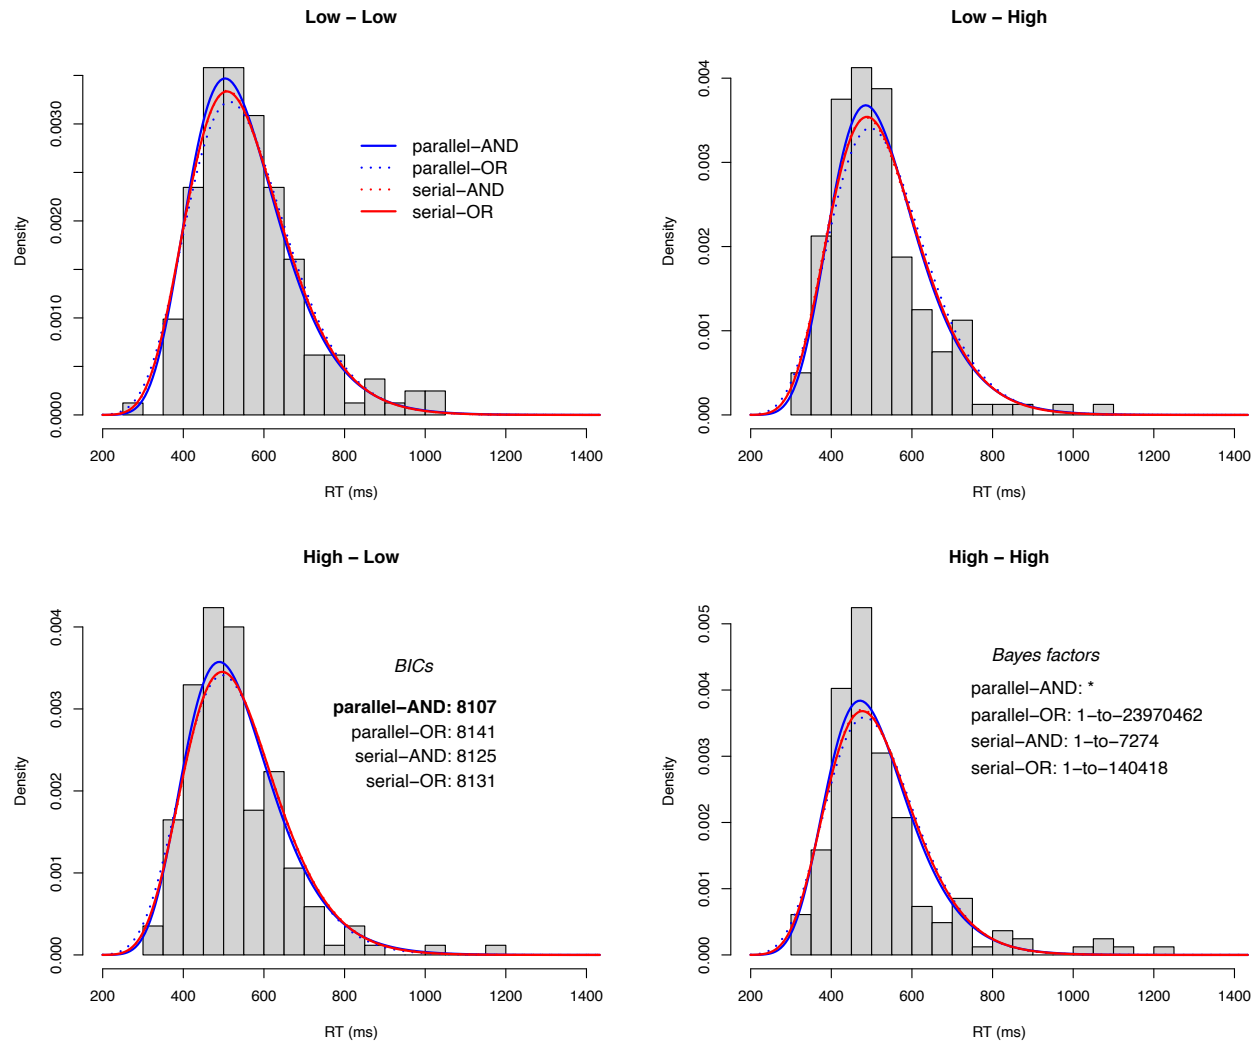 Low – Low
Density
0.0000
0.0010
0.0020
0.0030
parallel–AND
parallel–OR
serial–AND
serial–OR
200 400 600 800 1000 1200 1400
RT (ms)
Low – High
Density
0.000
0.001
0.002
0.003
0.004
200 400 600 800 1000 1200 1400
RT (ms)
High – Low
Density
0.000
0.001
0.002
0.003
0.004
BICs
parallel–AND: 8107
parallel–OR: 8141
serial–AND: 8125
serial–OR: 8131
200 400 600 800 1000 1200 1400
RT (ms)
High – High
Density
0.000
0.001
0.002
0.003
0.004
0.005
Bayes factors
parallel–AND: *
parallel–OR: 1–to–23970462
serial–AND: 1–to–7274
serial–OR: 1–to–140418
200 400 600 800 1000 1200 1400
RT (ms)